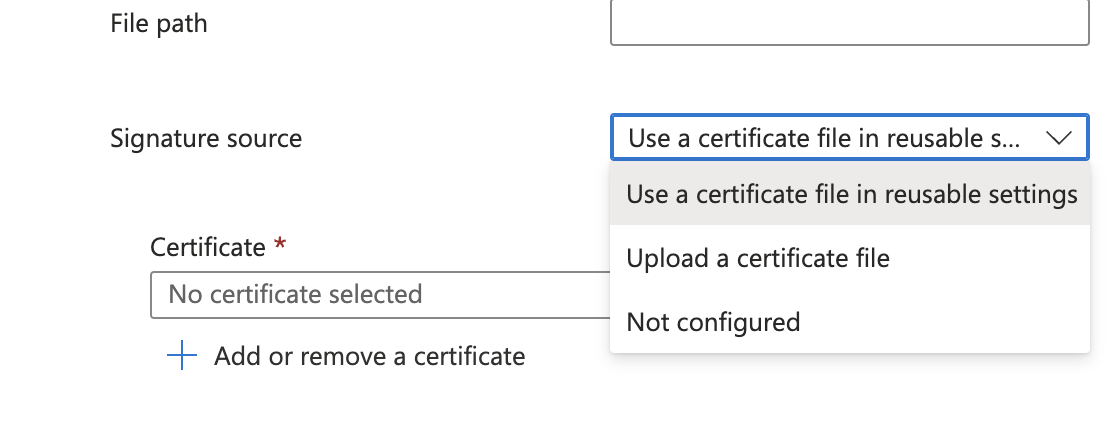 File path
Signature source
Use a certificate file in reusable s...
Use a certificate file in reusable settings
Upload a certificate file
Not configured
Certificate *
No certificate selected
Add or remove a certificate